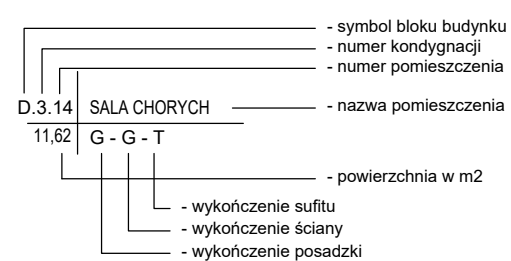 - symbol bloku budynku
- numer kondygnacji
- numer pomieszczenia
D.3.14 SALA CHORYCH - nazwa pomieszczenia
11,62 G - G - T
- powierzchnia w m2
- wykończenie sufitu
- wykończenie ściany
- wykończenie posadzki